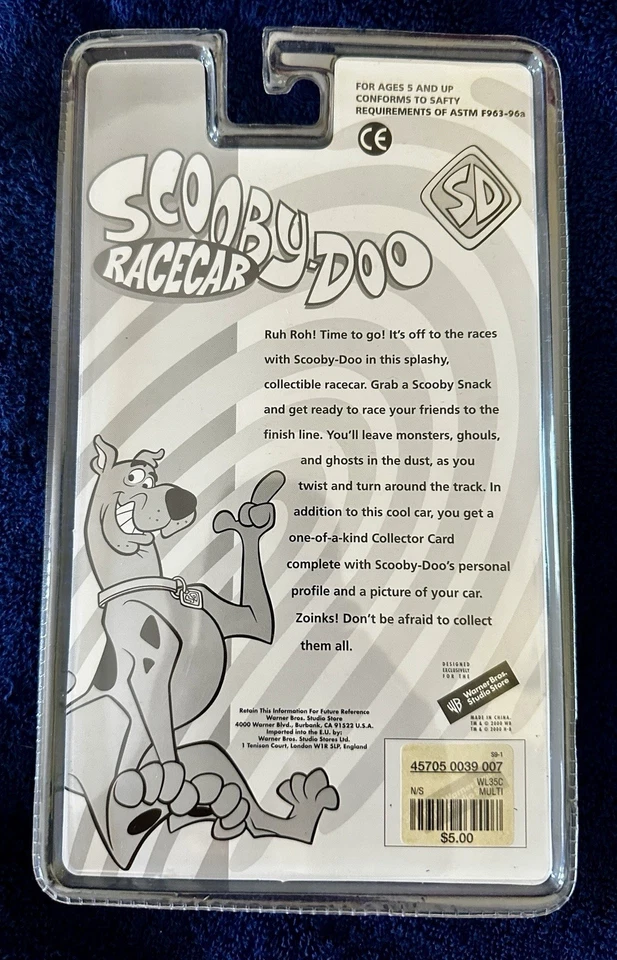 FOR AGES 5 AND UP
CONFORMS TO SAFTY
REQUIREMENTS OF ASTM F963-96a
CE
SD
SCOOBY-DOO
RACECAR
Ruh Roh! Time to go! It's off to the races
with Scooby-Doo in this splashy,
collectible racecar. Grab a Scooby Snack
and get ready to race your friends to the
finish line. You'll leave monsters, ghouls,
and ghosts in the dust, as you
twist and turn around the track. In
addition to this cool car, you get a
one-of-a-kind Collector Card
complete with Scooby-Doo's personal
profile and a picture of your car.
Zoinks! Don't be afraid to collect
them all.
DESIGNED
EXCLUSIVELY
FOR THE
WB
Warner Bros.
Studio Store
MADE IN CHINA.
TM & © 2000 WB
TM & © 2000 H-B
Retain This Information For Future Reference
Warner Bros. Studio Store
4000 Warner Blvd., Burbank, CA 91522 U.S.A.
Imported into the E.U. by:
Warner Bros. Studio Stores Ltd.
1 Tenison Court, London W1R 5LP, England
45705 0039 007
WL35C
N/S MULTI
$5.00